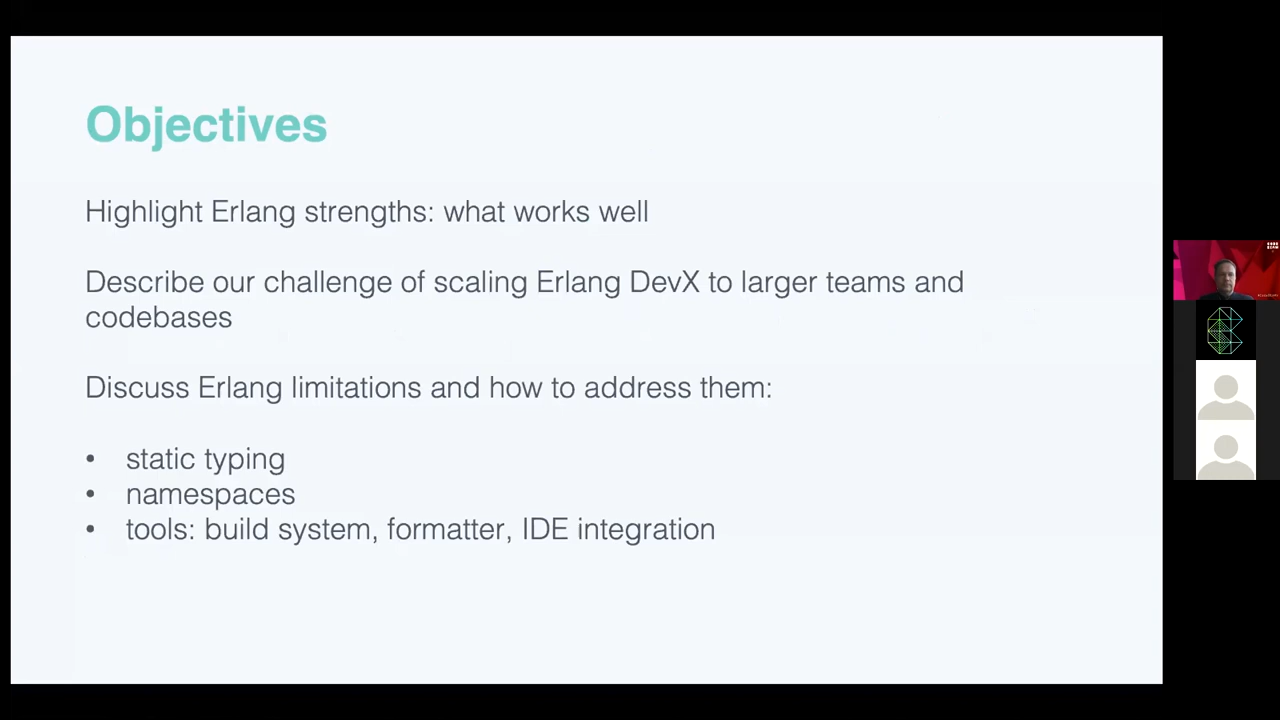 Objectives
Highlight Erlang strengths: what works well
Describe our challenge of scaling Erlang DevX to larger teams and
codebases
Discuss Erlang limitations and how to address them:
• static typing
• namespaces
• tools: build system, formatter, IDE integration